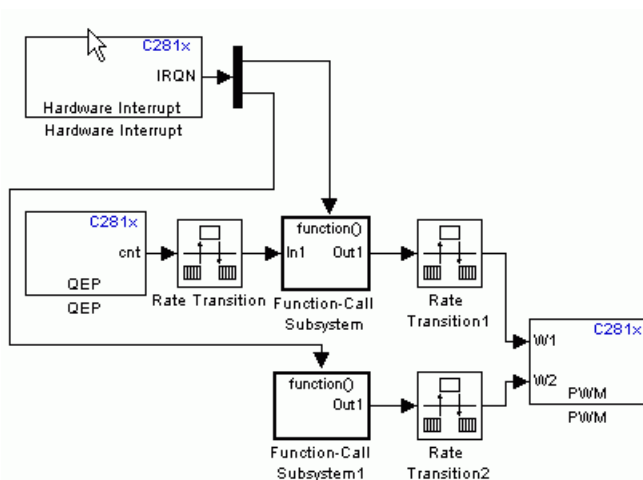 C281x
IRQN
Hardware Interrupt
Hardware Interrupt
C281x
cnt
QEP
QEP
Rate Transition
function()
In1 Out1
Function-Call
Subsystem
Rate
Transition1
C281x
W1
W2
PWM
PWM
function()
Out1
Function-Call
Subsystem1
Rate
Transition2